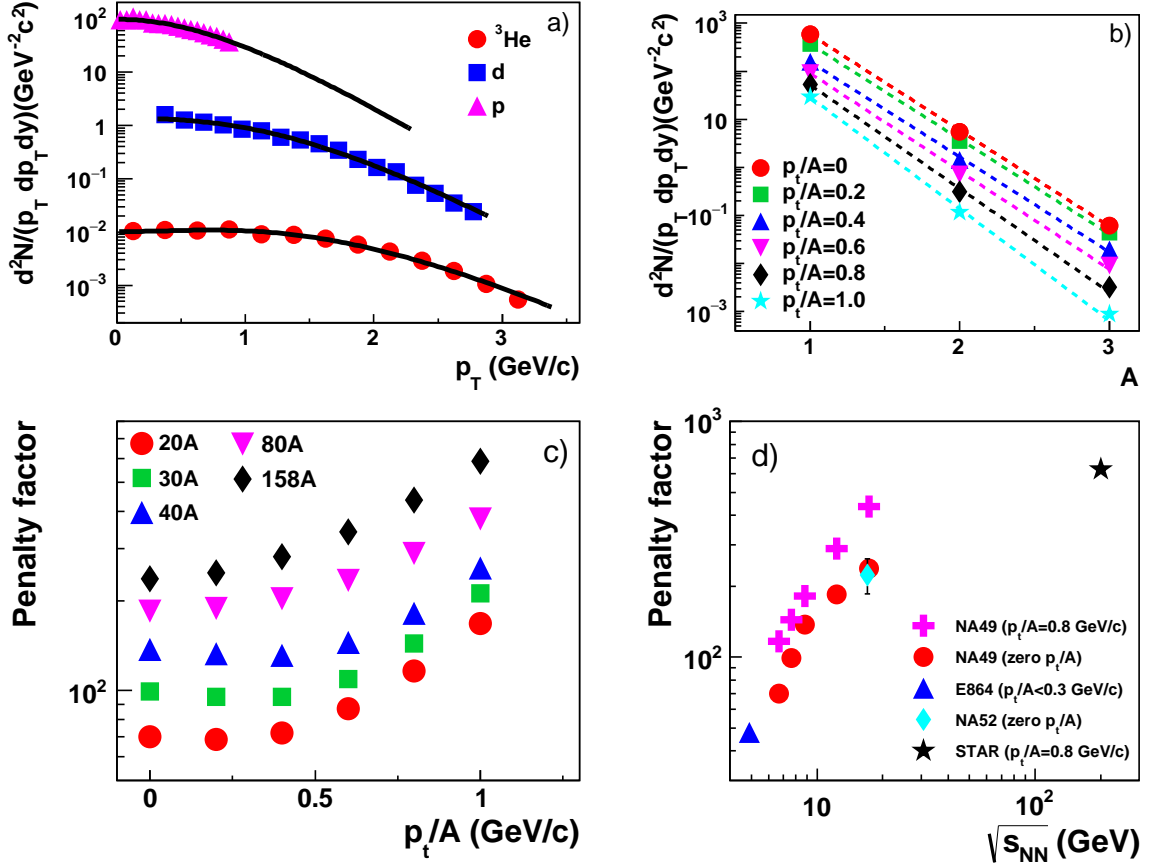 a)
d²N/(p_T dp_T dy)(GeV⁻²c²)
10²
10
1
10⁻¹
10⁻²
10⁻³
³He
d
p
0
1
2
3
p_T (GeV/c)
b)
d²N/(p_T dp_T dy)(GeV⁻²c²)
10³
10
10⁻¹
10⁻³
p_t/A=0
p_t/A=0.2
p_t/A=0.4
p_t/A=0.6
p_t/A=0.8
p_t/A=1.0
1
2
3
A
c)
Penalty factor
10²
20A
30A
40A
80A
158A
0
0.5
1
p_t/A (GeV/c)
d)
Penalty factor
10³
10²
NA49 (p_t/A=0.8 GeV/c)
NA49 (zero p_t/A)
E864 (p_t/A<0.3 GeV/c)
NA52 (zero p_t/A)
STAR (p_t/A=0.8 GeV/c)
10
10²
√s_NN (GeV)